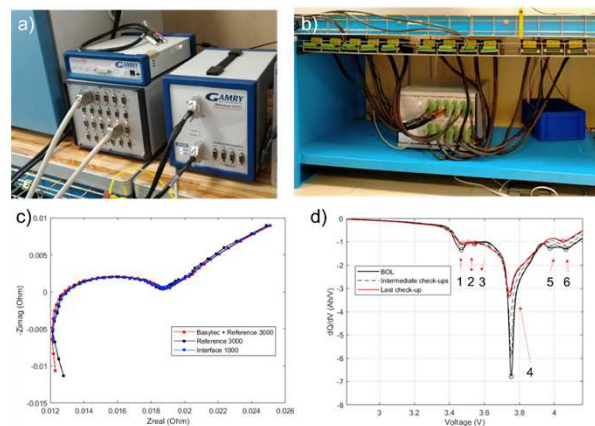 a)
GAMRY
b)
c)
0.01
0.005
0
-0.005
-0.01
-0.015
-Zimag (Ohm)
Basytec + Reference 3000
Reference 3000
Interface 1000
0.012 0.014 0.016 0.018 0.02 0.022 0.024 0.026
Zreal (Ohm)
d)
0
-1
-2
-3
-4
-5
-6
-7
-8
dQ/dV (Ah/V)
BOL
Intermediate check-ups
Last check-up
1 2 3
5 6
4
3 3.2 3.4 3.6 3.8 4
Voltage (V)